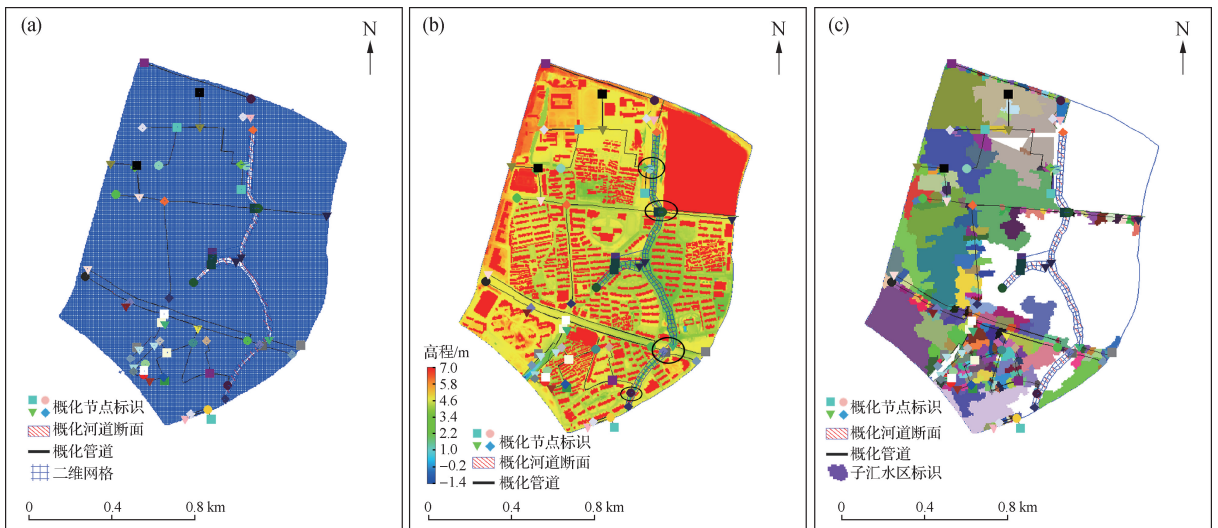 (a)
N
概化节点标识
概化河道断面
概化管道
二维网格
0 0.4 0.8 km
(b)
N
高程/m
7.0
5.8
4.6
3.4
2.2
1.0
−0.2
−1.4
概化节点标识
概化河道断面
概化管道
0 0.4 0.8 km
(c)
N
概化节点标识
概化河道断面
概化管道
子汇水区标识
0 0.4 0.8 km